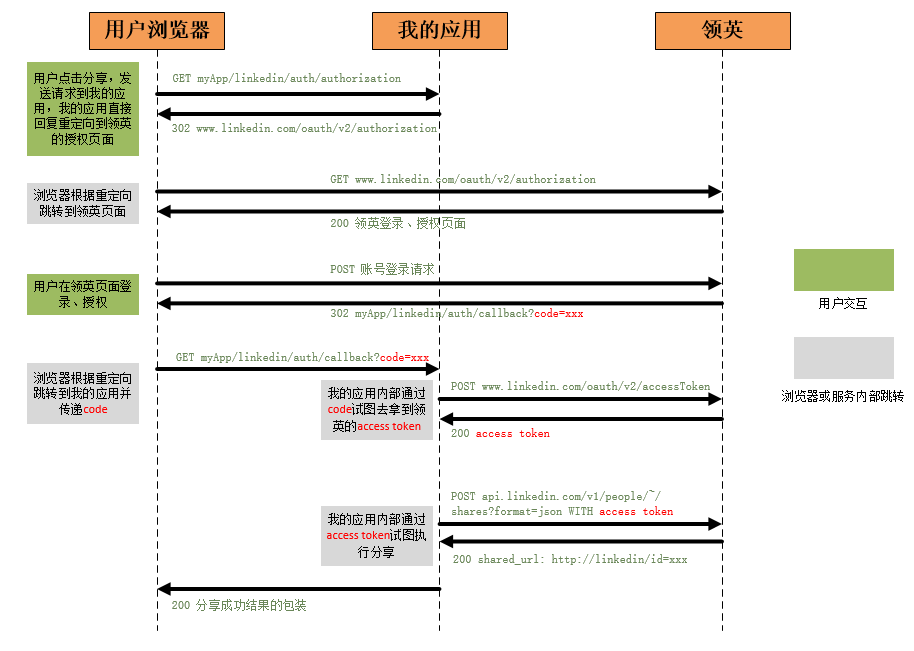 用户浏览器
我的应用
领英
用户点击分享，发
送请求到我的应
用，我的应用直接
回复重定向到领英
的授权页面
GET myApp/linkedin/auth/authorization
302 www.linkedin.com/oauth/v2/authorization
浏览器根据重定向
跳转到领英页面
GET www.linkedin.com/oauth/v2/authorization
200 领英登录、授权页面
用户在领英页面登
录、授权
POST 账号登录请求
302 myApp/linkedin/auth/callback?code=xxx
用户交互
浏览器或服务内部跳转
浏览器根据重定向
跳转到我的应用并
传递code
GET myApp/linkedin/auth/callback?code=xxx
我的应用内部通过
code试图去拿到领
英的access token
POST www.linkedin.com/oauth/v2/accessToken
200 access token
我的应用内部通过
access token试图执
行分享
POST api.linkedin.com/v1/people/~/
shares?format=json WITH access token
200 shared_url: http://linkedin/id=xxx
200 分享成功结果的包装